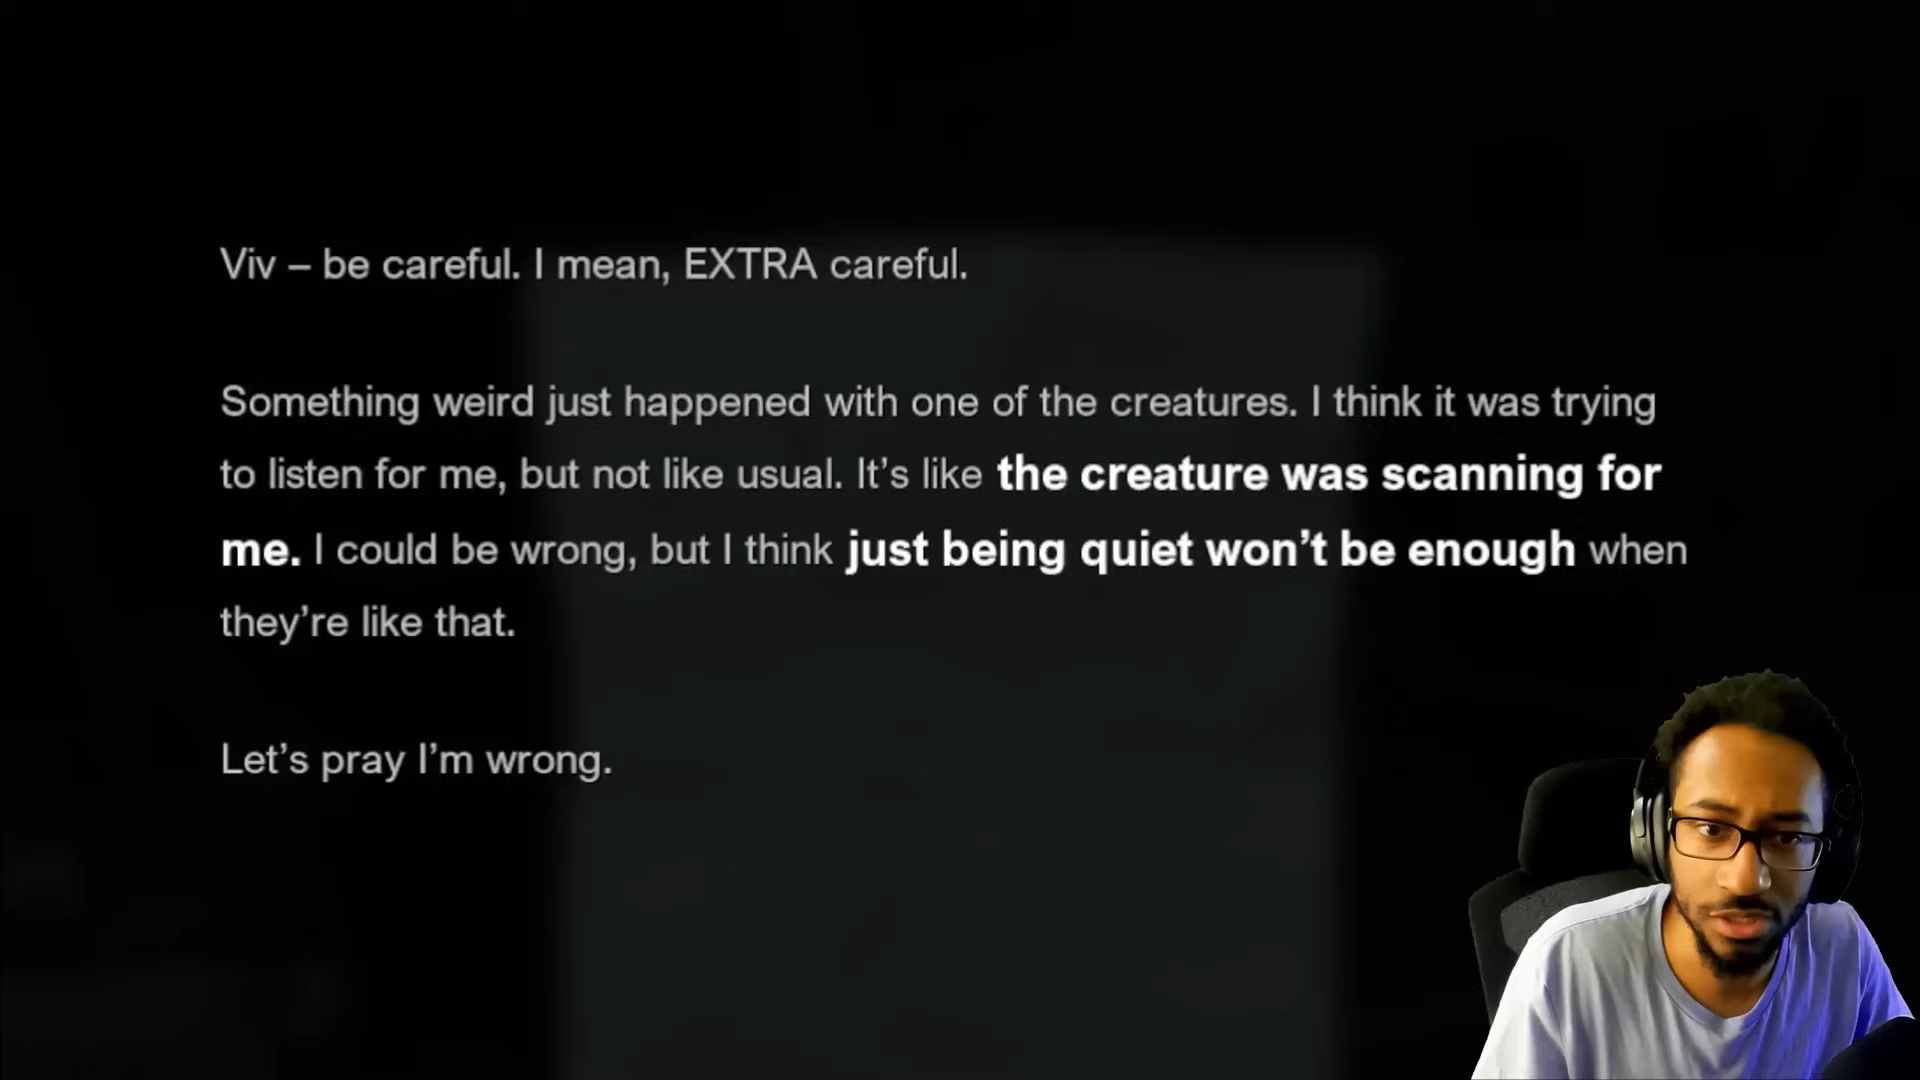 Viv – be careful. I mean, EXTRA careful.
Something weird just happened with one of the creatures. I think it was trying
to listen for me, but not like usual. It’s like the creature was scanning for
me. I could be wrong, but I think just being quiet won’t be enough when
they’re like that.
Let’s pray I’m wrong.